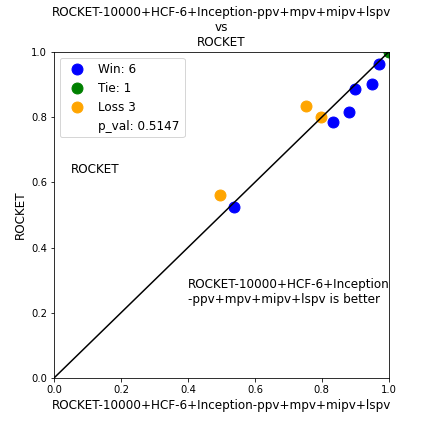 ROCKET-10000+HCF-6+Inception-ppv+mpv+mipv+lspv
vs
ROCKET
Win: 6
Tie: 1
Loss 3
p_val: 0.5147
ROCKET
ROCKET-10000+HCF-6+Inception
-ppv+mpv+mipv+lspv is better
ROCKET
1.0
0.8
0.6
0.4
0.2
0.0
0.0 0.2 0.4 0.6 0.8 1.0
ROCKET-10000+HCF-6+Inception-ppv+mpv+mipv+lspv